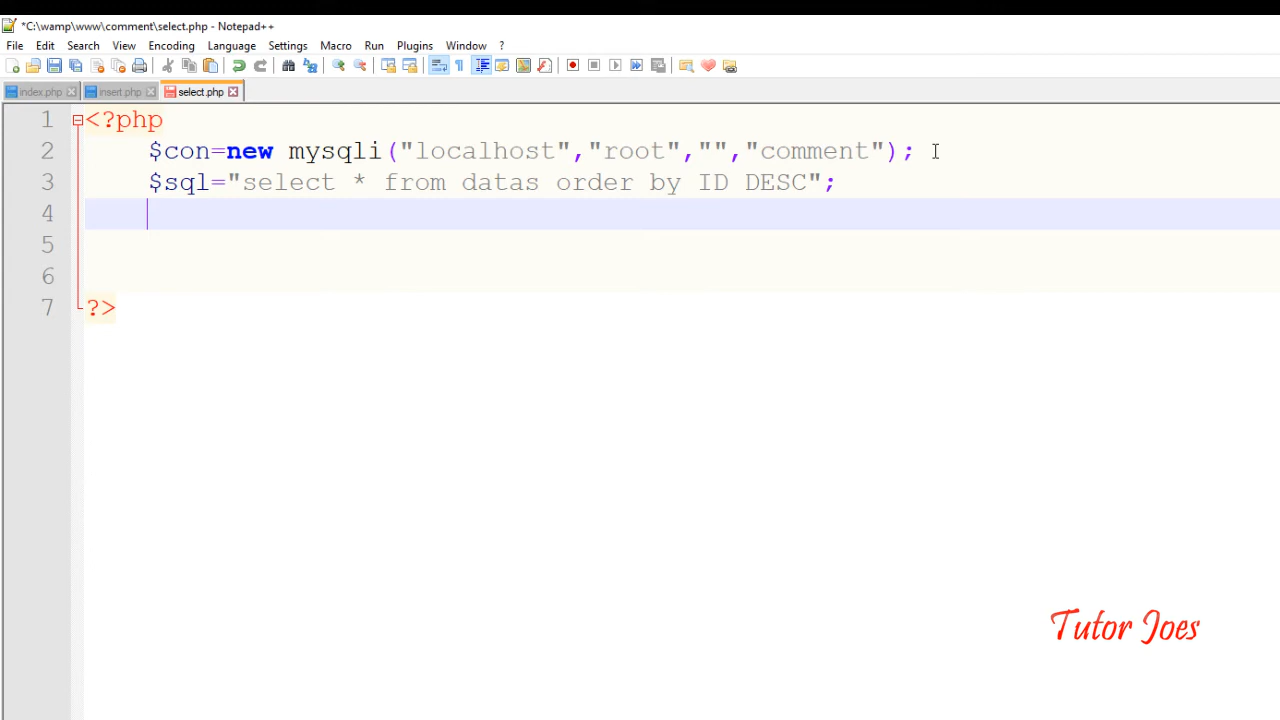 *C:\wamp\www\comment\select.php - Notepad++
File Edit Search View Encoding Language Settings Macro Run Plugins Window ?
index.php insert.php select.php
1 <?php
2 $con=new mysqli("localhost","root","","comment");
3 $sql="select * from datas order by ID DESC";
4
5
6
7 ?>
Tutor Joes